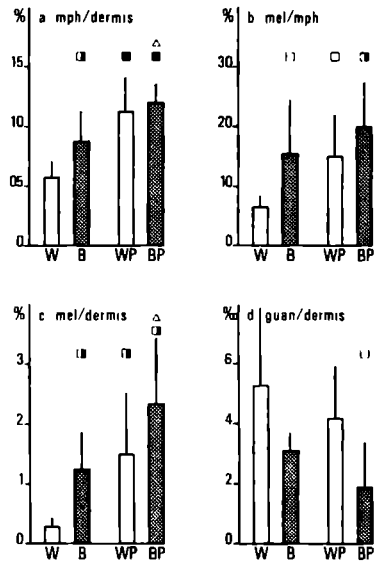 % a mph/dermis
15
10
05
0
W B WP BP
% b mel/mph
30
20
10
0
W B WP BP
% c mel/dermis
3
2
1
0
W B WP BP
% d guan/dermis
6
4
2
0
W B WP BP